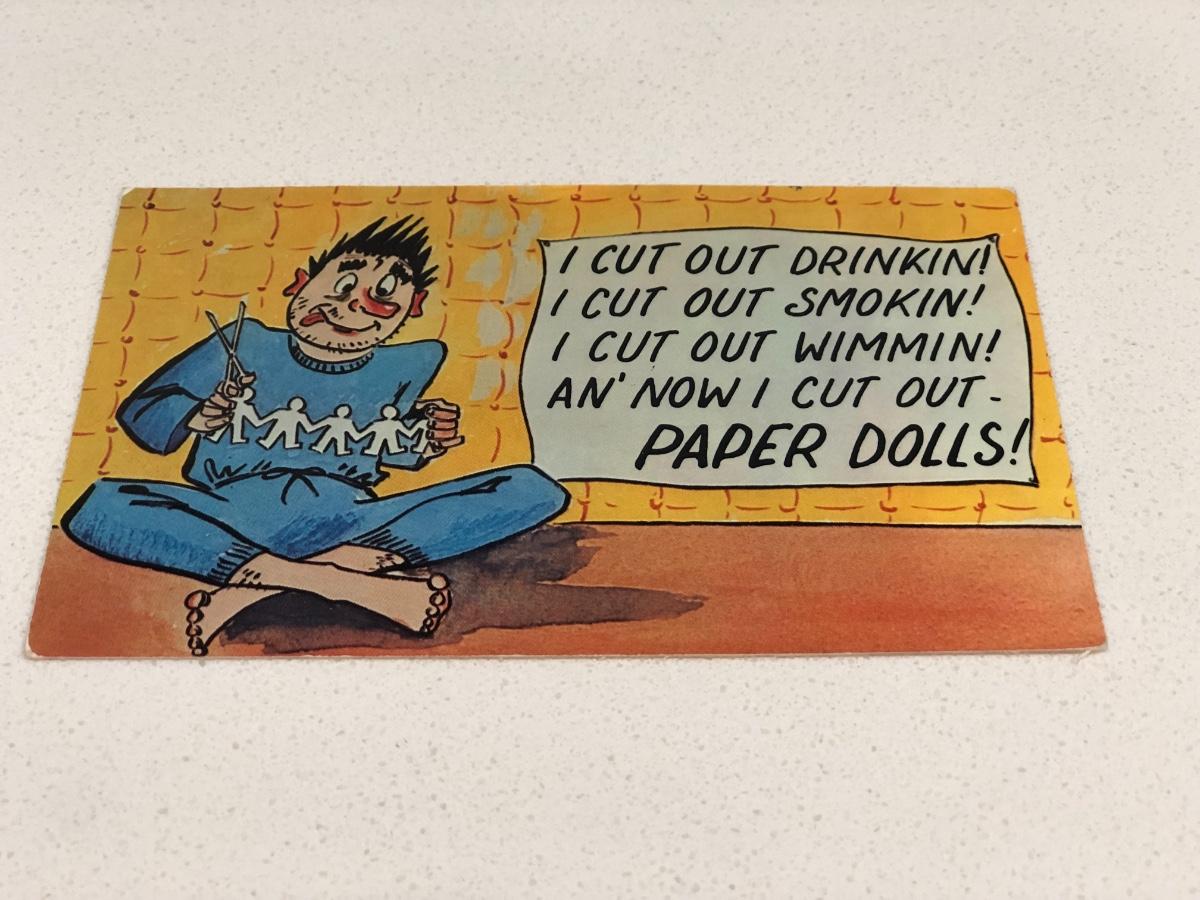 I CUT OUT DRINKIN!
I CUT OUT SMOKIN!
I CUT OUT WIMMIN!
AN' NOW I CUT OUT -
PAPER DOLLS!